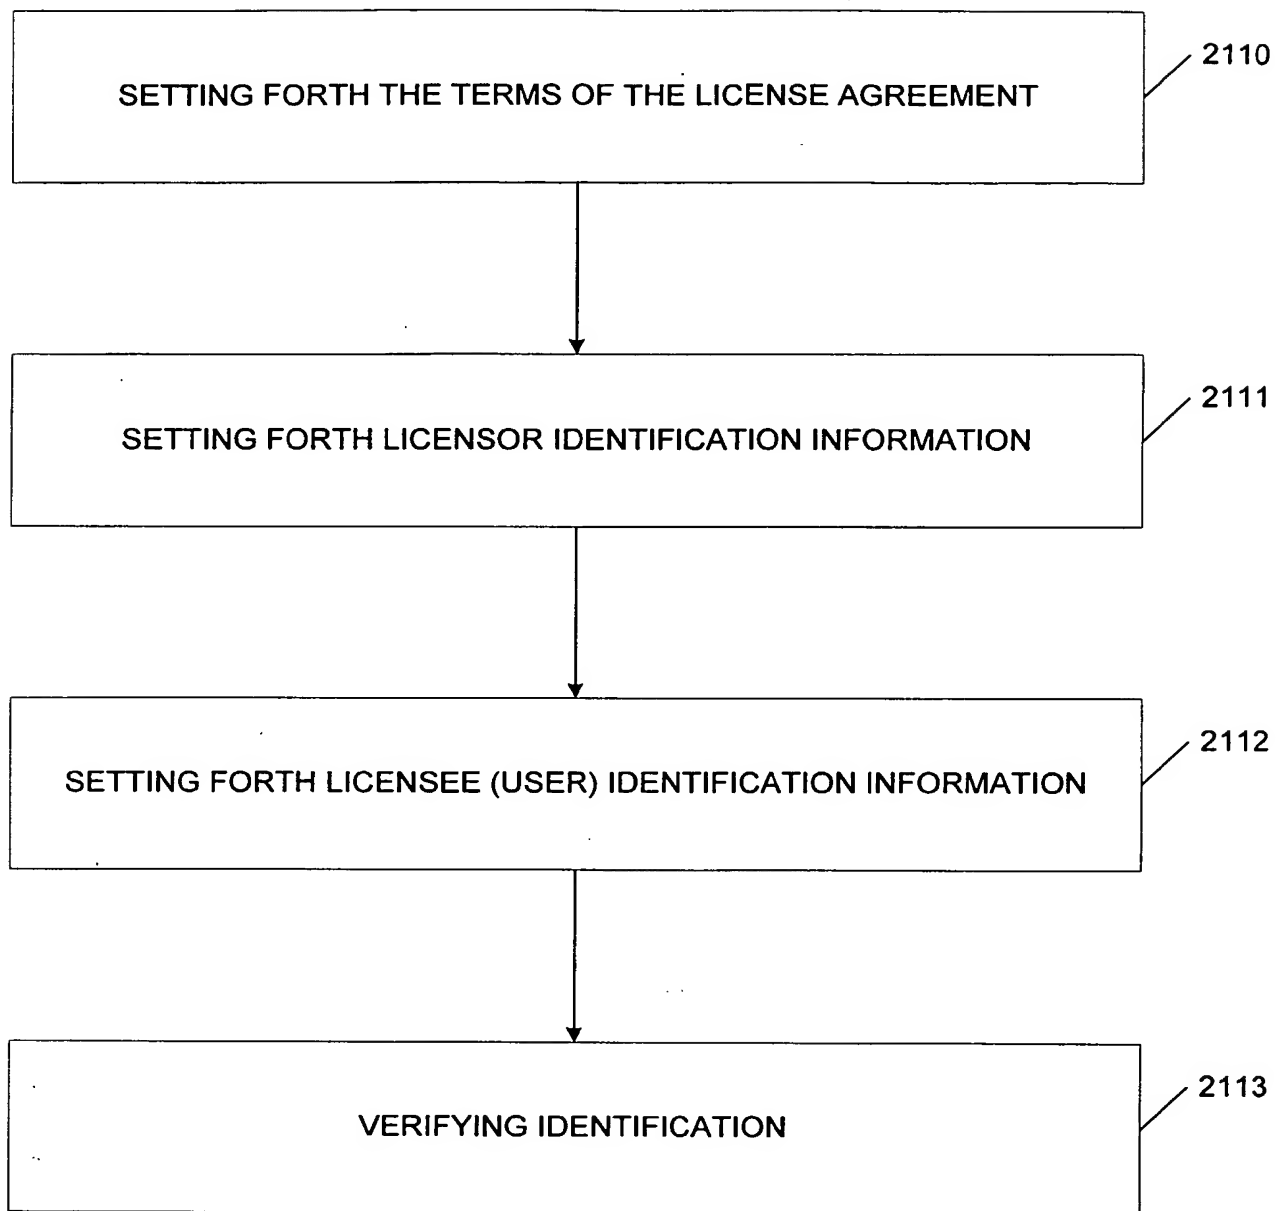 SETTING FORTH THE TERMS OF THE LICENSE AGREEMENT
2110
SETTING FORTH LICENSOR IDENTIFICATION INFORMATION
2111
SETTING FORTH LICENSEE (USER) IDENTIFICATION INFORMATION
2112
VERIFYING IDENTIFICATION
2113